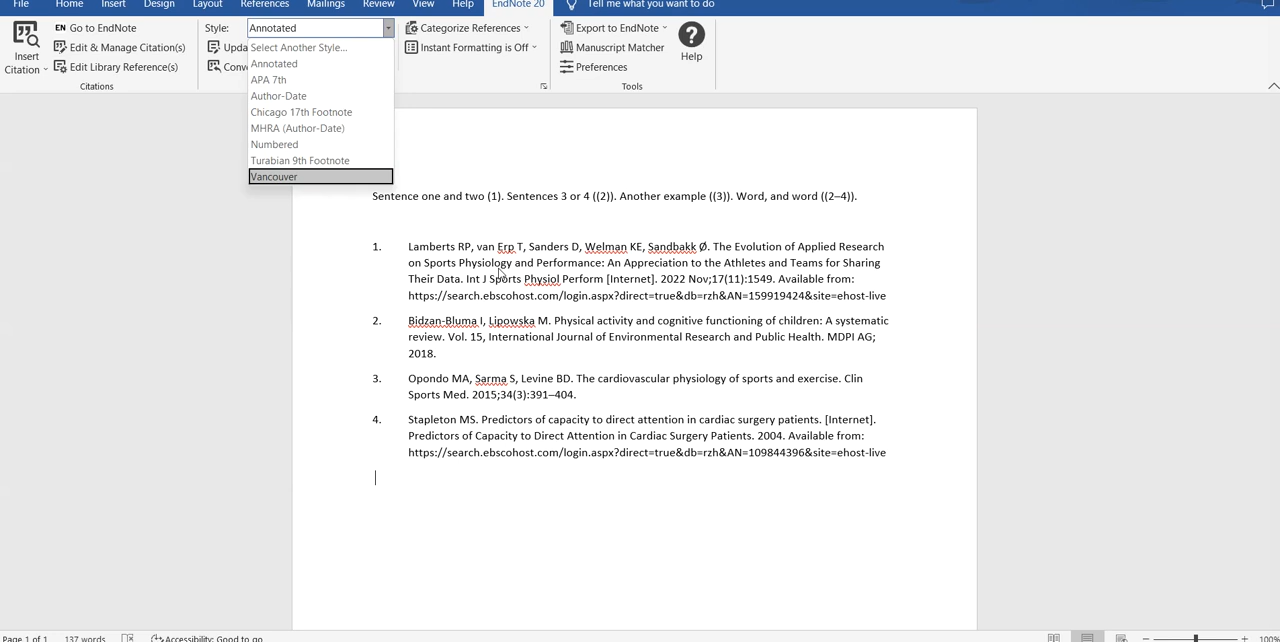 File Home Insert Design Layout References Mailings Review View Help EndNote 20 Tell me what you want to do
Insert
Citation
EN Go to EndNote
Edit & Manage Citation(s)
Edit Library Reference(s)
Citations
Style: Annotated
Select Another Style...
Annotated
APA 7th
Author-Date
Chicago 17th Footnote
MHRA (Author-Date)
Numbered
Turabian 9th Footnote
Vancouver
Categorize References
Instant Formatting is Off
Export to EndNote
Manuscript Matcher
Preferences
Help
Tools
Sentence one and two (1). Sentences 3 or 4 ((2)). Another example ((3)). Word, and word ((2–4)).
1. Lamberts RP, van Erp T, Sanders D, Welman KE, Sandbakk Ø. The Evolution of Applied Research
on Sports Physiology and Performance: An Appreciation to the Athletes and Teams for Sharing
Their Data. Int J Sports Physiol Perform [Internet]. 2022 Nov;17(11):1549. Available from:
https://search.ebscohost.com/login.aspx?direct=true&db=rzh&AN=159919424&site=ehost-live
2. Bidzan-Bluma I, Lipowska M. Physical activity and cognitive functioning of children: A systematic
review. Vol. 15, International Journal of Environmental Research and Public Health. MDPI AG;
2018.
3. Opondo MA, Sarma S, Levine BD. The cardiovascular physiology of sports and exercise. Clin
Sports Med. 2015;34(3):391–404.
4. Stapleton MS. Predictors of capacity to direct attention in cardiac surgery patients. [Internet].
Predictors of Capacity to Direct Attention in Cardiac Surgery Patients. 2004. Available from:
https://search.ebscohost.com/login.aspx?direct=true&db=rzh&AN=109844396&site=ehost-live
Page 1 of 1 137 words Accessibility: Good to go 100%